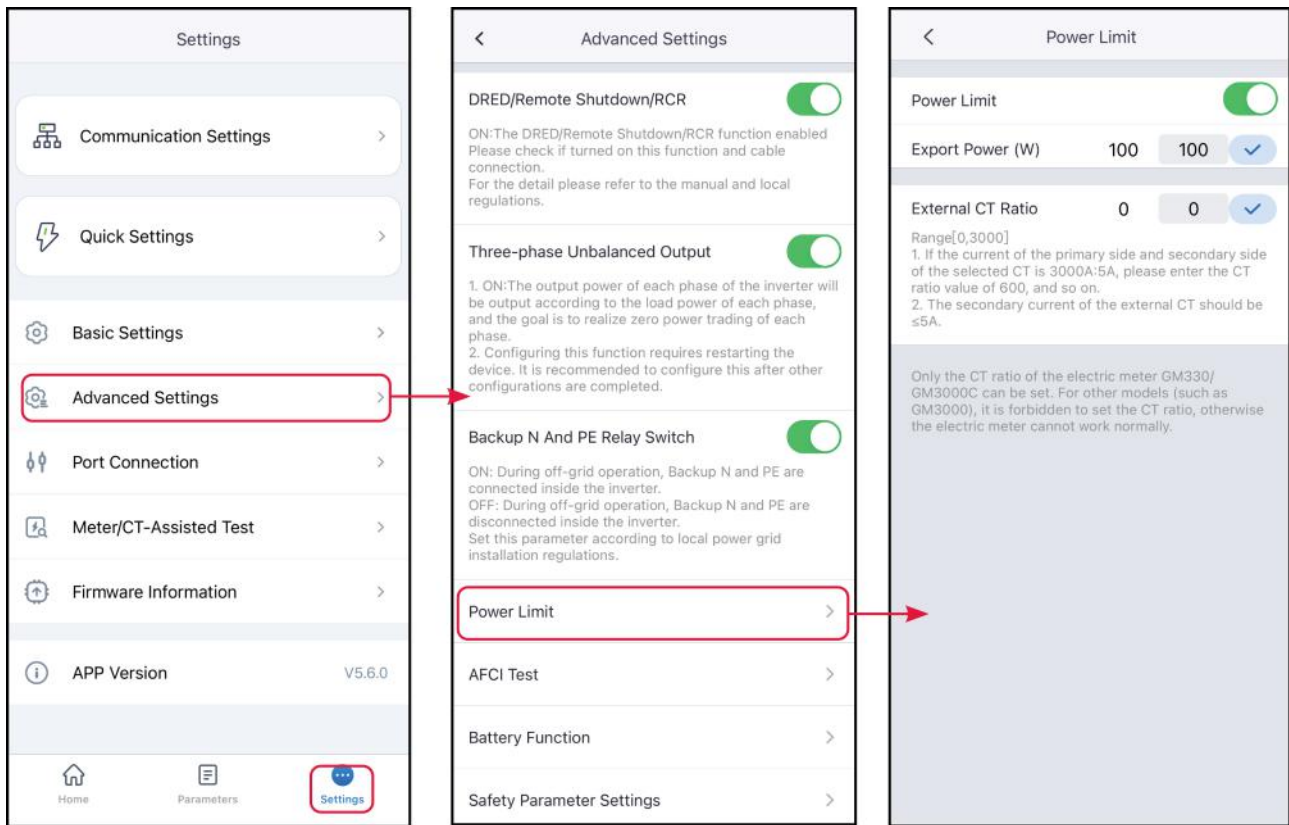 Settings
Communication Settings
Quick Settings
Basic Settings
Advanced Settings
Port Connection
Meter/CT-Assisted Test
Firmware Information
APP Version V5.6.0
Home Parameters Settings
Advanced Settings
DRED/Remote Shutdown/RCR
ON:The DRED/Remote Shutdown/RCR function enabled
Please check if turned on this function and cable
connection.
For the detail please refer to the manual and local
regulations.
Three-phase Unbalanced Output
1. ON:The output power of each phase of the inverter will
be output according to the load power of each phase,
and the goal is to realize zero power trading of each
phase.
2. Configuring this function requires restarting the
device. It is recommended to configure this after other
configurations are completed.
Backup N And PE Relay Switch
ON: During off-grid operation, Backup N and PE are
connected inside the inverter.
OFF: During off-grid operation, Backup N and PE are
disconnected inside the inverter.
Set this parameter according to local power grid
installation regulations.
Power Limit
AFCI Test
Battery Function
Safety Parameter Settings
Power Limit
Power Limit
Export Power (W) 100 100
External CT Ratio 0 0
Range[0,3000]
1. If the current of the primary side and secondary side
of the selected CT is 3000A:5A, please enter the CT
ratio value of 600, and so on.
2. The secondary current of the external CT should be
≤5A.
Only the CT ratio of the electric meter GM330/
GM3000C can be set. For other models (such as
GM3000), it is forbidden to set the CT ratio, otherwise
the electric meter cannot work normally.